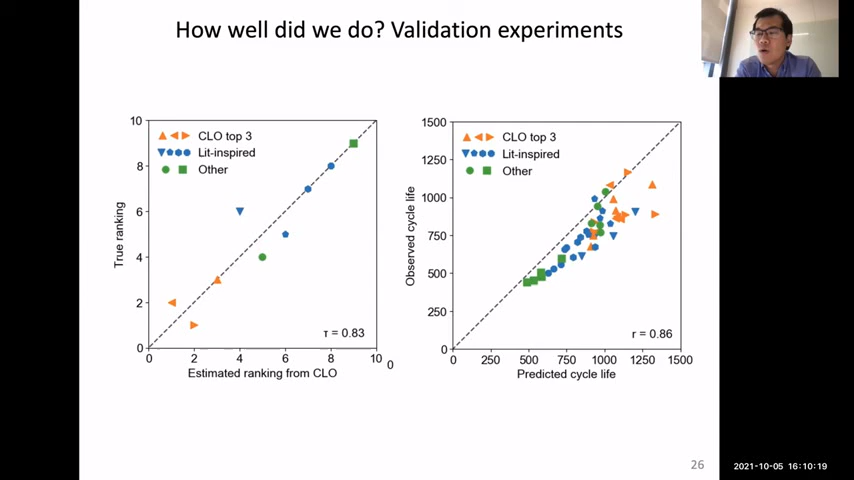 How well did we do? Validation experiments
10
8
6
4
2
0
True ranking
CLO top 3
Lit-inspired
Other
τ = 0.83
0
2
4
6
8
10
Estimated ranking from CLO
0
1500
1250
1000
750
500
250
0
Observed cycle life
CLO top 3
Lit-inspired
Other
r = 0.86
0
250
500
750
1000
1250
1500
Predicted cycle life
26
2021-10-05 16:10:19